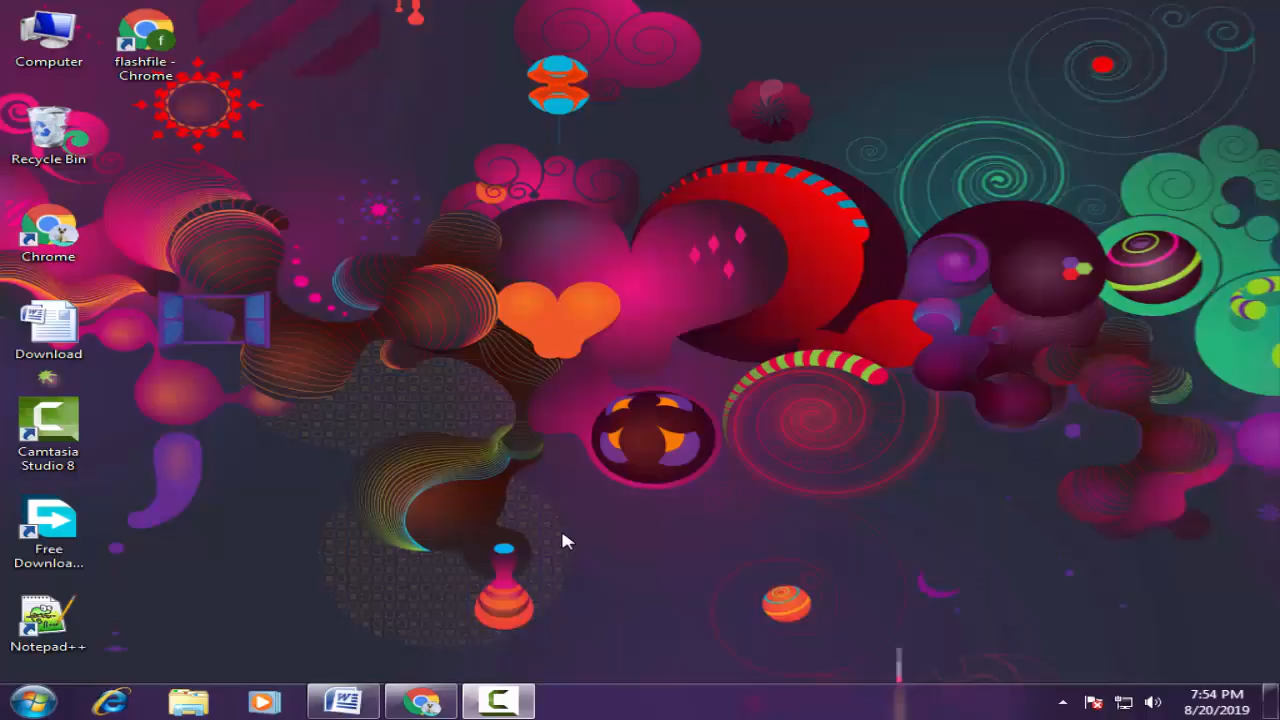 Computer
flashfile -
Chrome
Recycle Bin
Chrome
Download
Camtasia
Studio 8
Free
Downloa...
Notepad++
7:54 PM
8/20/2019